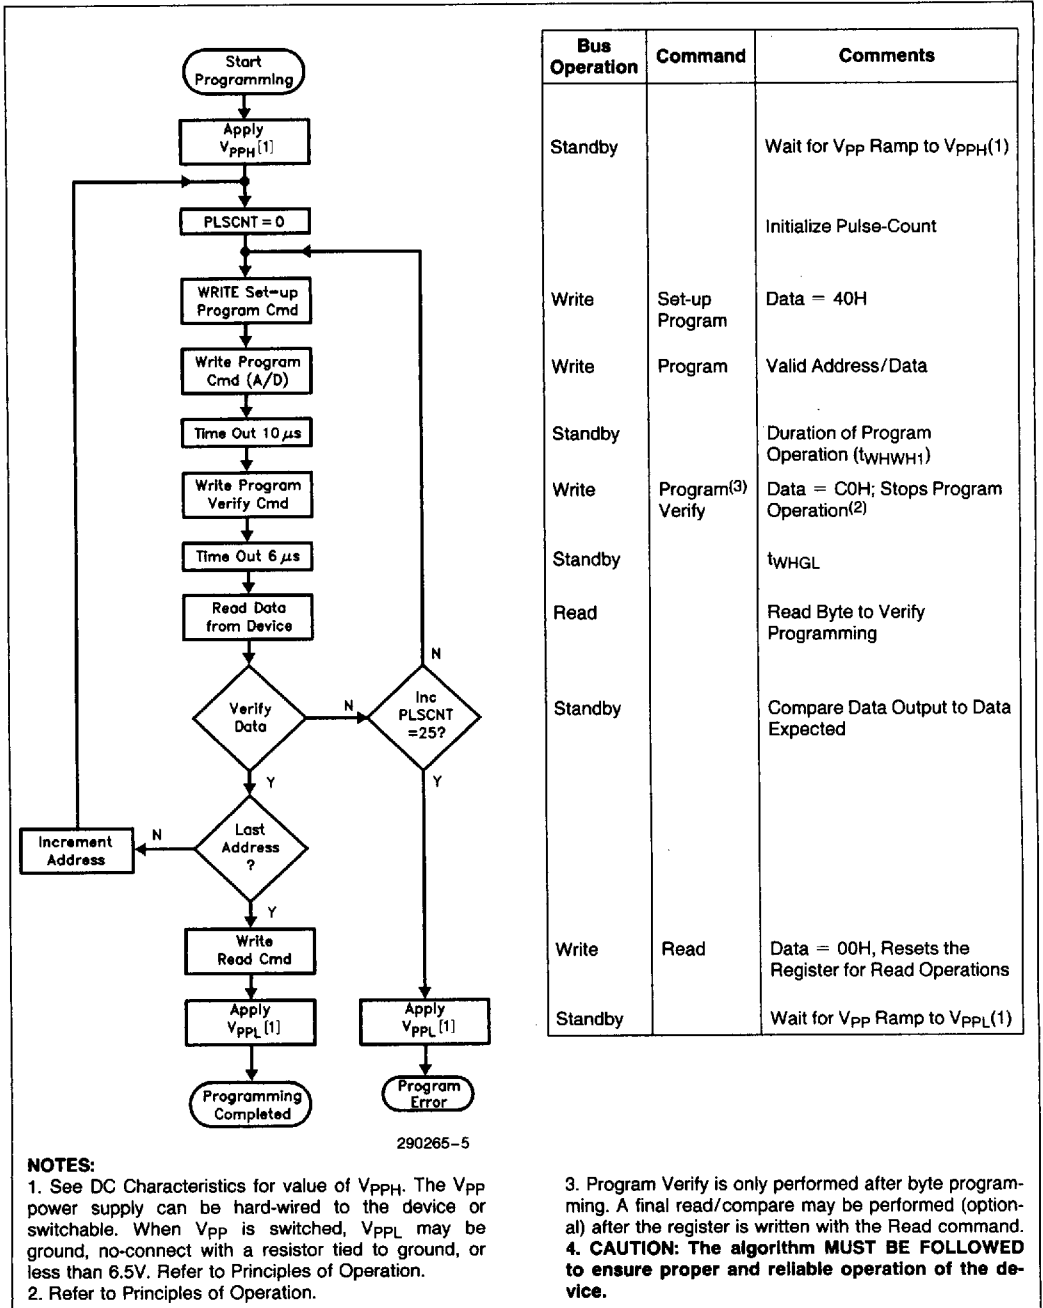 Start
Programming
Apply
VPPH[1]
PLSCNT = 0
WRITE Set-up
Program Cmd
Write Program
Cmd (A/D)
Time Out 10 µs
Write Program
Verify Cmd
Time Out 6 µs
Read Data
from Device
Verify
Data
N
N
Inc
PLSCNT
=25?
Y
Y
Last
Address
?
N
Increment
Address
Y
Write
Read Cmd
Apply
VPPL[1]
Apply
VPPL[1]
Programming
Completed
Program
Error
290265-5
Bus
Operation
Command
Comments
Standby
Wait for VPP Ramp to VPPH(1)
Initialize Pulse-Count
Write
Set-up
Program
Data = 40H
Write
Program
Valid Address/Data
Standby
Duration of Program
Operation (tWHWH1)
Write
Program(3)
Verify
Data = C0H; Stops Program
Operation(2)
Standby
tWHGL
Read
Read Byte to Verify
Programming
Standby
Compare Data Output to Data
Expected
Write
Read
Data = 00H, Resets the
Register for Read Operations
Standby
Wait for VPP Ramp to VPPL(1)
NOTES:
1. See DC Characteristics for value of VPPH. The VPP
power supply can be hard-wired to the device or
switchable. When VPP is switched, VPPL may be
ground, no-connect with a resistor tied to ground, or
less than 6.5V. Refer to Principles of Operation.
2. Refer to Principles of Operation.
3. Program Verify is only performed after byte program-
ming. A final read/compare may be performed (option-
al) after the register is written with the Read command.
4. CAUTION: The algorithm MUST BE FOLLOWED
to ensure proper and reliable operation of the de-
vice.